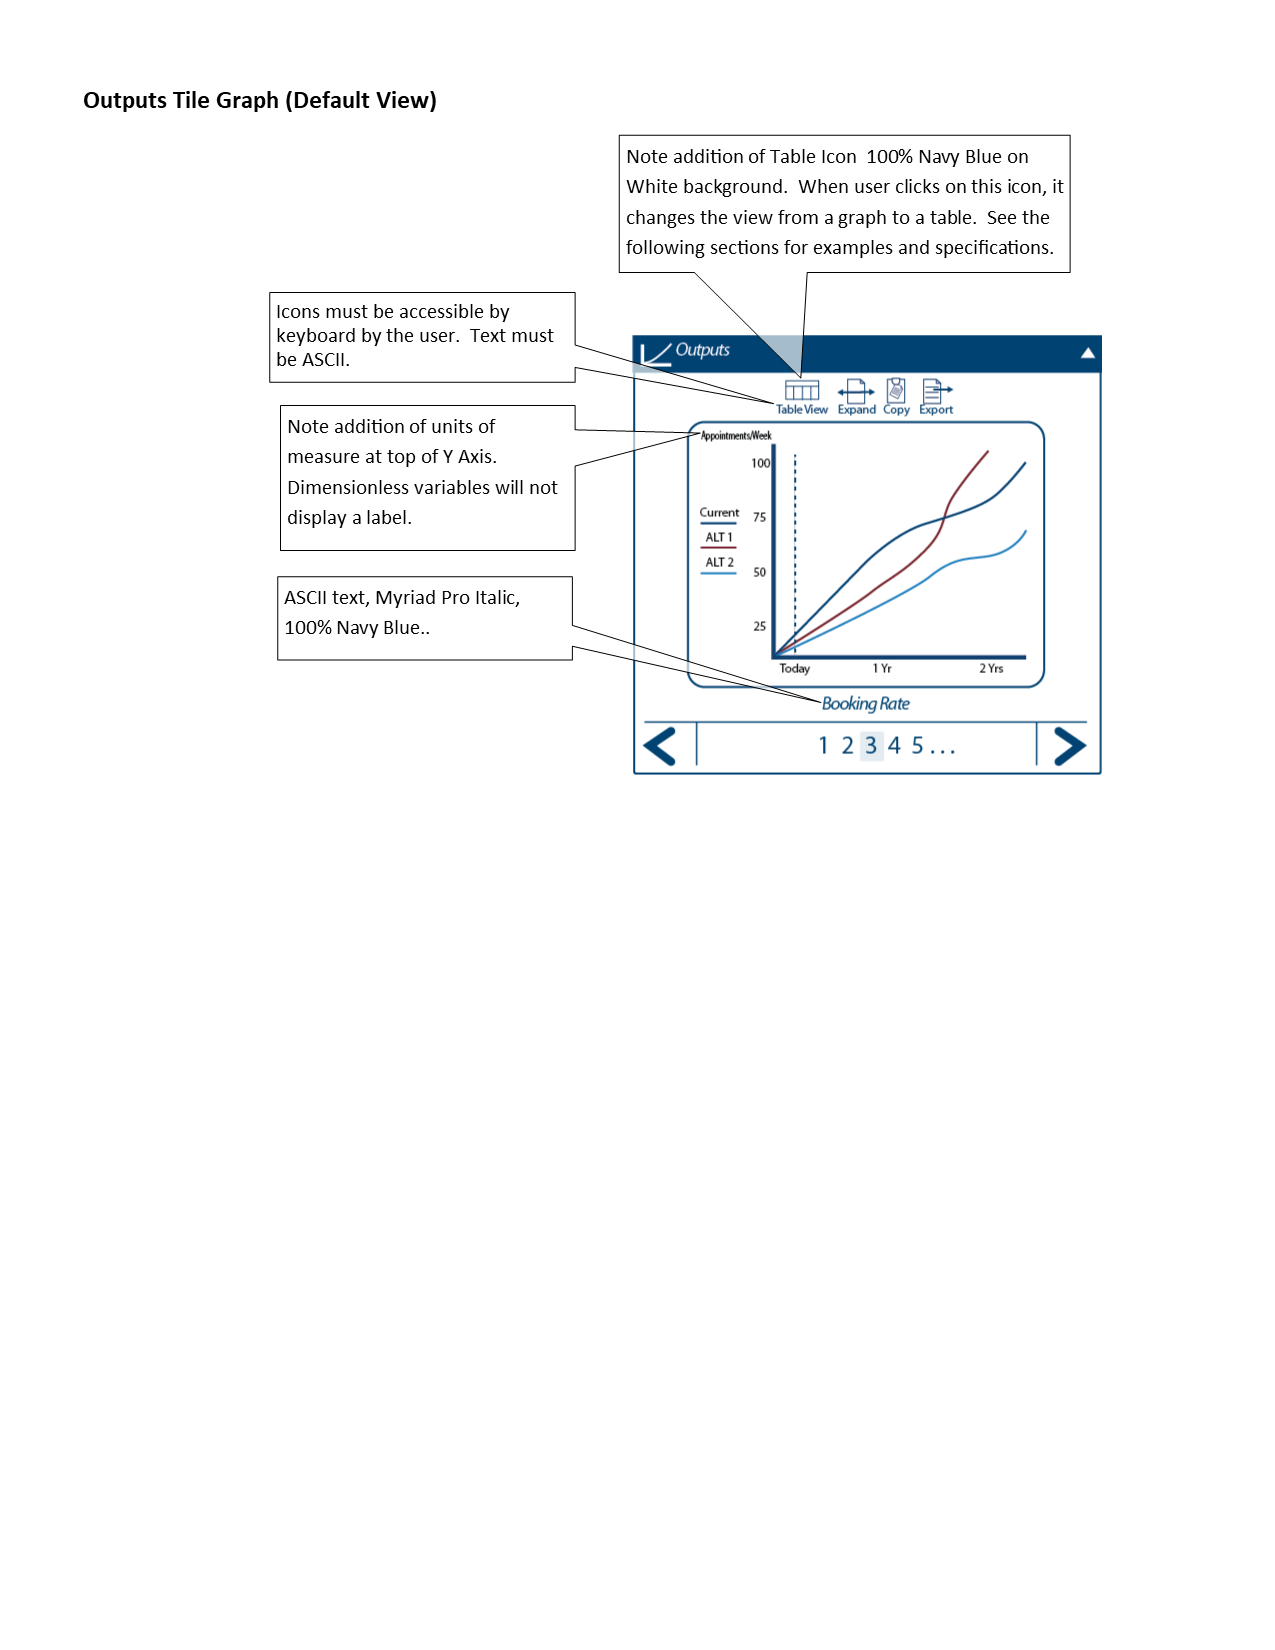 Outputs Tile Graph (Default View)
Note addition of Table Icon  100% Navy Blue on
White background.  When user clicks on this icon, it
changes the view from a graph to a table.  See the
following sections for examples and specifications.
Icons must be accessible by
keyboard by the user.  Text must
be ASCII.
Note addition of units of
measure at top of Y Axis.
Dimensionless variables will not
display a label.
ASCII text, Myriad Pro Italic,
100% Navy Blue..
Outputs
Table View Expand Copy Export
Appointments/Week
100
75
50
25
Current
ALT 1
ALT 2
Today 1 Yr 2 Yrs
Booking Rate
1 2 3 4 5 . . .